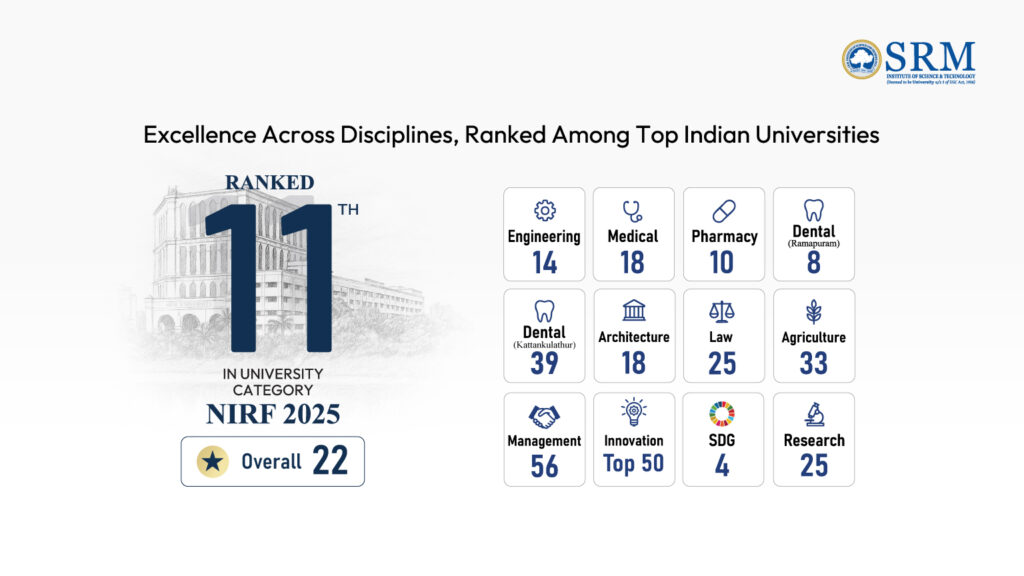 SRM
INSTITUTE OF SCIENCE & TECHNOLOGY
(Deemed to be University u/s 3 of UGC Act, 1956)
Excellence Across Disciplines, Ranked Among Top Indian Universities
RANKED
11TH
IN UNIVERSITY
CATEGORY
NIRF 2025
Overall 22
Engineering
14
Medical
18
Pharmacy
10
Dental
(Ramapuram)
8
Dental
(Kattankulathur)
39
Architecture
18
Law
25
Agriculture
33
Management
56
Innovation
Top 50
SDG
4
Research
25